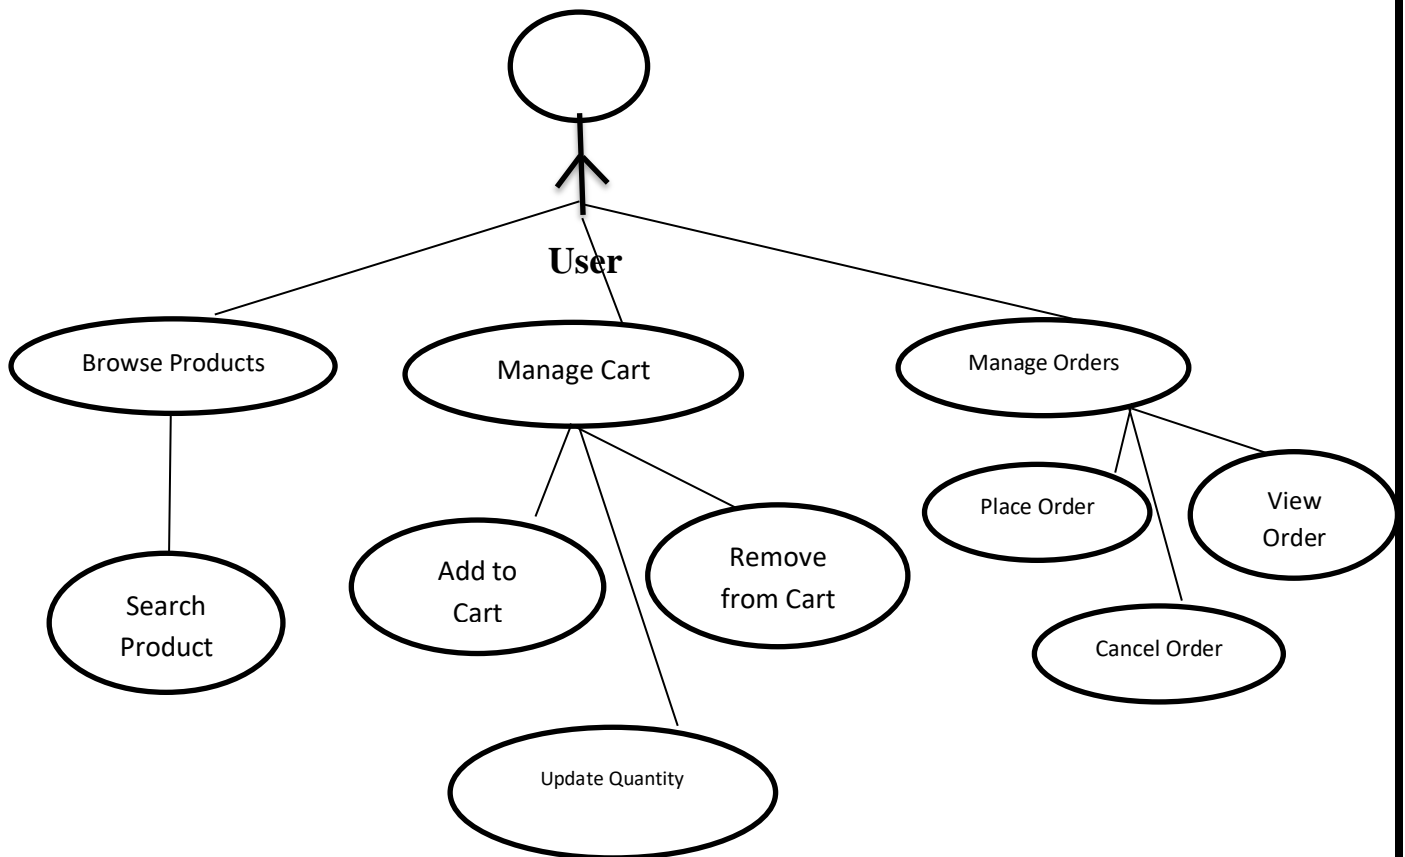 User
Browse Products
Manage Cart
Manage Orders
Place Order
View
Order
Add to
Cart
Remove
from Cart
Search
Product
Cancel Order
Update Quantity